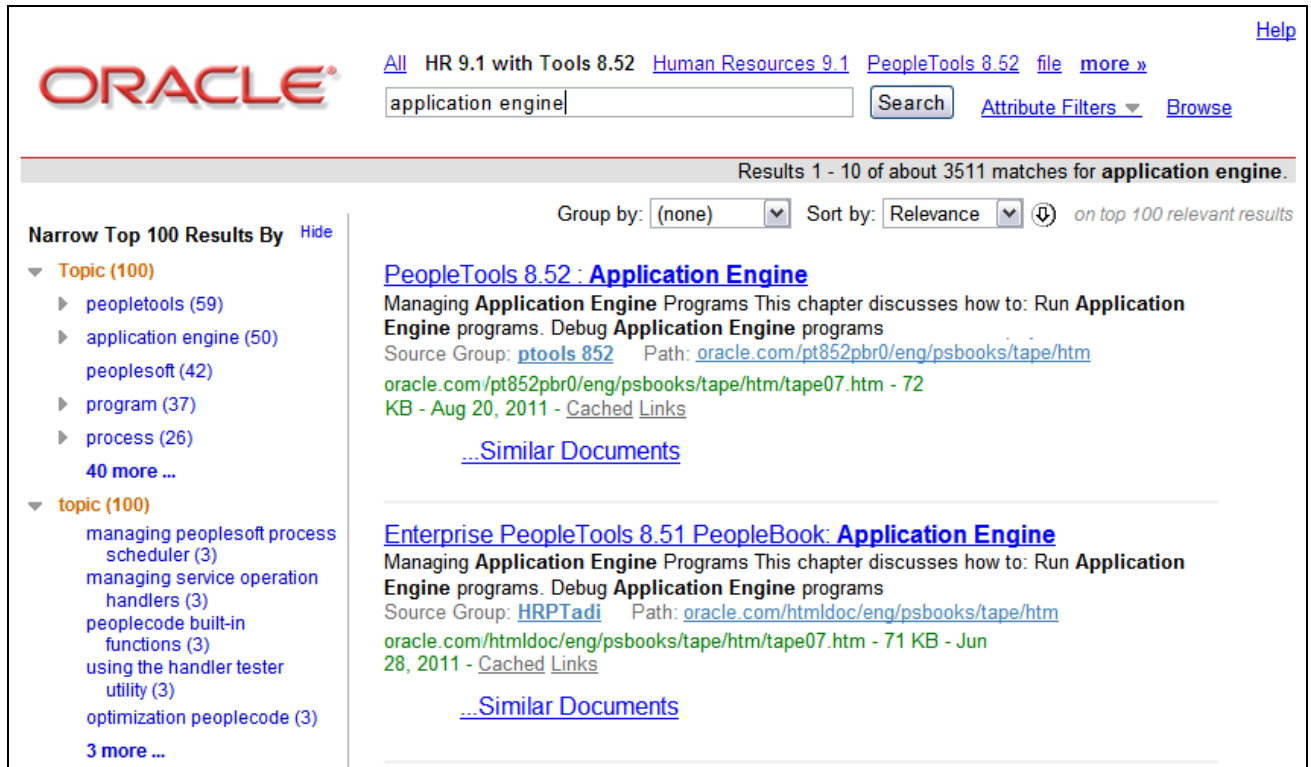 Help
ORACLE®
All HR 9.1 with Tools 8.52 Human Resources 9.1 PeopleTools 8.52 file more »
application engine Search Attribute Filters Browse
Results 1 - 10 of about 3511 matches for application engine.
Group by: (none) Sort by: Relevance on top 100 relevant results
Narrow Top 100 Results By Hide
Topic (100)
peopletools (59)
application engine (50)
peoplesoft (42)
program (37)
process (26)
40 more ...
topic (100)
managing peoplesoft process
scheduler (3)
managing service operation
handlers (3)
peoplecode built-in
functions (3)
using the handler tester
utility (3)
optimization peoplecode (3)
3 more ...
PeopleTools 8.52 : Application Engine
Managing Application Engine Programs This chapter discusses how to: Run Application
Engine programs. Debug Application Engine programs
Source Group: ptools 852 Path: oracle.com/pt852pbr0/eng/psbooks/tape/htm
oracle.com/pt852pbr0/eng/psbooks/tape/htm/tape07.htm - 72
KB - Aug 20, 2011 - Cached Links
...Similar Documents
Enterprise PeopleTools 8.51 PeopleBook: Application Engine
Managing Application Engine Programs This chapter discusses how to: Run Application
Engine programs. Debug Application Engine programs
Source Group: HRPTadi Path: oracle.com/htmldoc/eng/psbooks/tape/htm
oracle.com/htmldoc/eng/psbooks/tape/htm/tape07.htm - 71 KB - Jun
28, 2011 - Cached Links
...Similar Documents